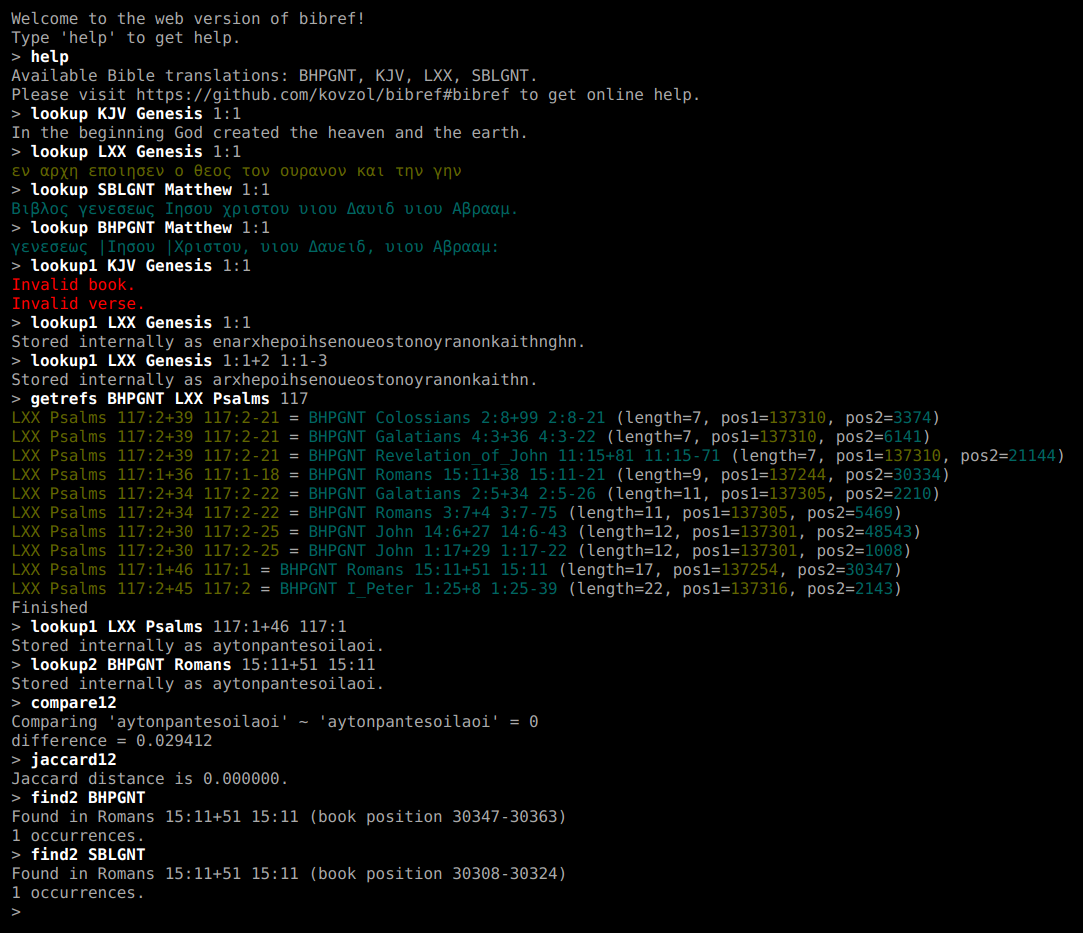 Welcome to the web version of bibref!
Type 'help' to get help.
> help
Available Bible translations: BHPGNT, KJV, LXX, SBLGNT.
Please visit https://github.com/kovzol/bibref#bibref to get online help.
> lookup KJV Genesis 1:1
In the beginning God created the heaven and the earth.
> lookup LXX Genesis 1:1
εν αρχη εποιησεν ο θεος τον ουρανον και την γην
> lookup SBLGNT Matthew 1:1
Βιβλος γενεσεως Ιησου χριστου υιου Δαυιδ υιου Αβρααμ.
> lookup BHPGNT Matthew 1:1
γενεσεως |Ιησου |Χριστου, υιου Δαυειδ, υιου Αβρααμ:
> lookup1 KJV Genesis 1:1
Invalid book.
Invalid verse.
> lookup1 LXX Genesis 1:1
Stored internally as enarxhepoihsenoueostonoyranonkaithnghn.
> lookup1 LXX Genesis 1:1+2 1:1-3
Stored internally as arxhepoihsenoueostonoyranonkaithn.
> getrefs BHPGNT LXX Psalms 117
LXX Psalms 117:2+39 117:2-21 = BHPGNT Colossians 2:8+99 2:8-21 (length=7, pos1=137310, pos2=3374)
LXX Psalms 117:2+39 117:2-21 = BHPGNT Galatians 4:3+36 4:3-22 (length=7, pos1=137310, pos2=6141)
LXX Psalms 117:2+39 117:2-21 = BHPGNT Revelation_of_John 11:15+81 11:15-71 (length=7, pos1=137310, pos2=21144)
LXX Psalms 117:1+36 117:1-18 = BHPGNT Romans 15:11+38 15:11-21 (length=9, pos1=137244, pos2=30334)
LXX Psalms 117:2+34 117:2-22 = BHPGNT Galatians 2:5+34 2:5-26 (length=11, pos1=137305, pos2=2210)
LXX Psalms 117:2+34 117:2-22 = BHPGNT Romans 3:7+4 3:7-75 (length=11, pos1=137305, pos2=5469)
LXX Psalms 117:2+30 117:2-25 = BHPGNT John 14:6+27 14:6-43 (length=12, pos1=137301, pos2=48543)
LXX Psalms 117:2+30 117:2-25 = BHPGNT John 1:17+29 1:17-22 (length=12, pos1=137301, pos2=1008)
LXX Psalms 117:1+46 117:1 = BHPGNT Romans 15:11+51 15:11 (length=17, pos1=137254, pos2=30347)
LXX Psalms 117:2+45 117:2 = BHPGNT I_Peter 1:25+8 1:25-39 (length=22, pos1=137316, pos2=2143)
Finished
> lookup1 LXX Psalms 117:1+46 117:1
Stored internally as aytonpantesoilaoi.
> lookup2 BHPGNT Romans 15:11+51 15:11
Stored internally as aytonpantesoilaoi.
> compare12
Comparing 'aytonpantesoilaoi' ~ 'aytonpantesoilaoi' = 0
difference = 0.029412
> jaccard12
Jaccard distance is 0.000000.
> find2 BHPGNT
Found in Romans 15:11+51 15:11 (book position 30347-30363)
1 occurrences.
> find2 SBLGNT
Found in Romans 15:11+51 15:11 (book position 30308-30324)
1 occurrences.
>